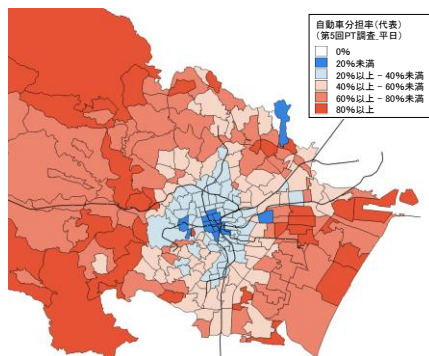 自動車分担率(代表)
(第5回PT調査_平日)
0%
20%未満
20%以上 - 40%未満
40%以上 - 60%未満
60%以上 - 80%未満
80%以上